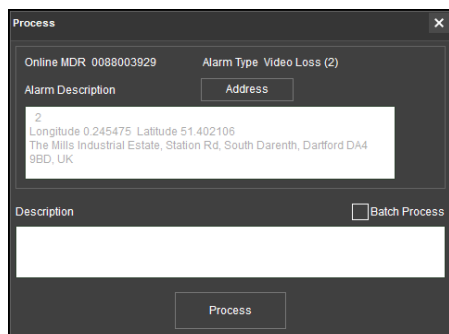 Process
Online MDR 0088003929 Alarm Type Video Loss (2)
Alarm Description Address
2
Longitude 0.245475 Latitude 51.402106
The Mills Industrial Estate, Station Rd, South Darenth, Dartford DA4
9BD, UK
Description Batch Process
Process